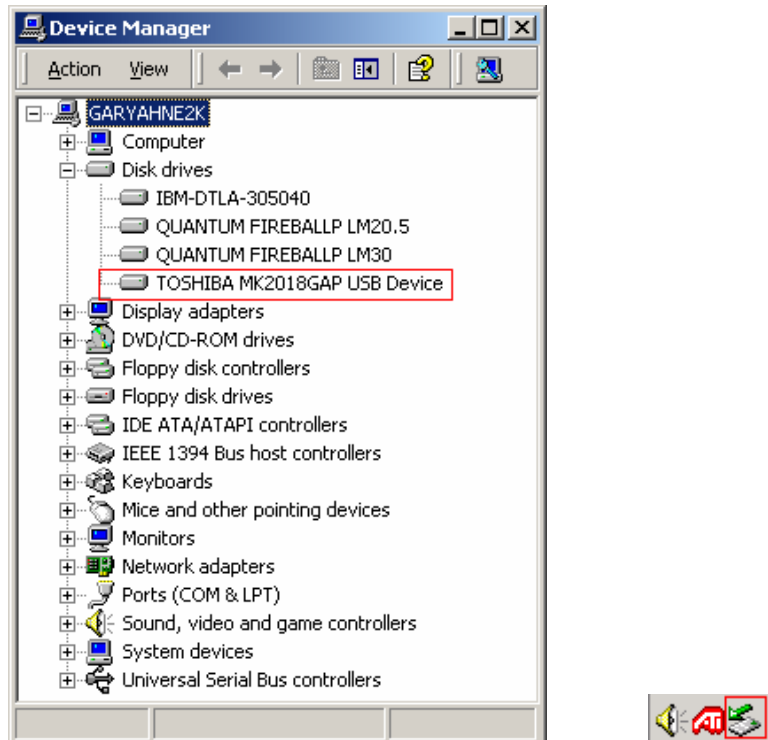 Device Manager
Action View
GARYAHNE2K
Computer
Disk drives
IBM-DTLA-305040
QUANTUM FIREBALLP LM20.5
QUANTUM FIREBALLP LM30
TOSHIBA MK2018GAP USB Device
Display adapters
DVD/CD-ROM drives
Floppy disk controllers
Floppy disk drives
IDE ATA/ATAPI controllers
IEEE 1394 Bus host controllers
Keyboards
Mice and other pointing devices
Monitors
Network adapters
Ports (COM & LPT)
Sound, video and game controllers
System devices
Universal Serial Bus controllers
ATI